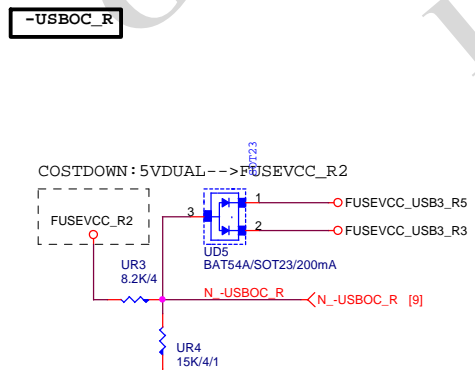 -USBOC_R
SOT23
COSTDOWN:5VDUAL-->FUSEVCC_R2
FUSEVCC_R2
3
1
FUSEVCC_USB3_R5
2
FUSEVCC_USB3_R3
UD5
BAT54A/SOT23/200mA
UR3
8.2K/4
N_-USBOC_R
N_-USBOC_R [9]
UR4
15K/4/1